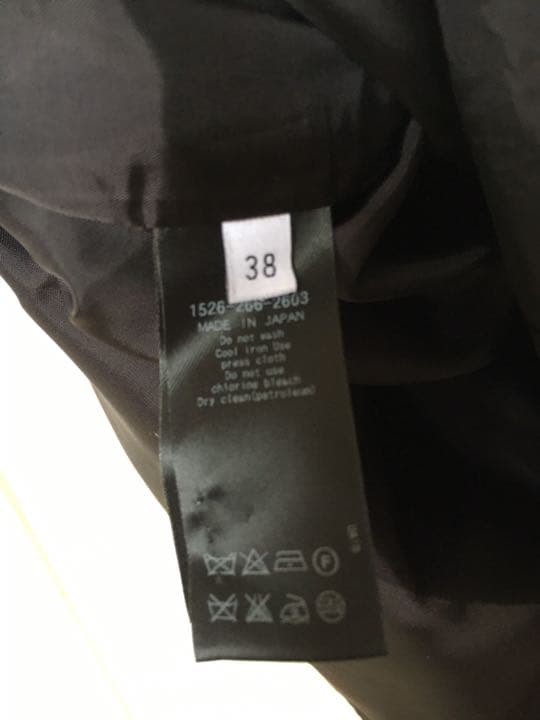 38
1526-266-2603
MADE IN JAPAN
Do not wash
Cool iron Use
press cloth
Do not use
chlorine bleach
Dry clean(petroleum)
F